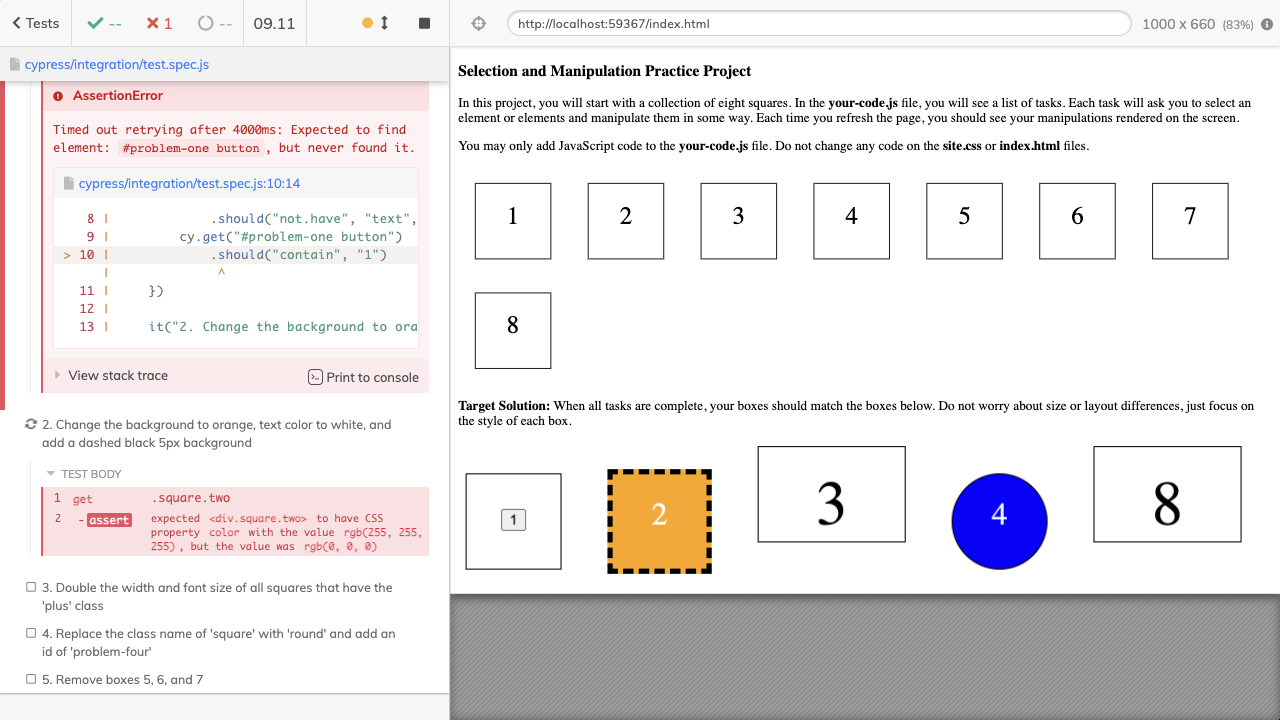 Tests
--
1
--
09.11
http://localhost:59367/index.html
1000 x 660 (83%)
cypress/integration/test.spec.js
AssertionError
Timed out retrying after 4000ms: Expected to find
element: #problem-one button, but never found it.
cypress/integration/test.spec.js:10:14
8 | .should("not.have", "text",
9 | cy.get("#problem-one button")
> 10 | .should("contain", "1")
| ^
11 | })
12 |
13 | it("2. Change the background to ora
View stack trace
Print to console
2. Change the background to orange, text color to white, and
add a dashed black 5px background
TEST BODY
1 get .square.two
2 -assert expected <div.square.two> to have CSS
property color with the value rgb(255, 255,
255), but the value was rgb(0, 0, 0)
3. Double the width and font size of all squares that have the
'plus' class
4. Replace the class name of 'square' with 'round' and add an
id of 'problem-four'
5. Remove boxes 5, 6, and 7
Selection and Manipulation Practice Project
In this project, you will start with a collection of eight squares. In the your-code.js file, you will see a list of tasks. Each task will ask you to select an
element or elements and manipulate them in some way. Each time you refresh the page, you should see your manipulations rendered on the screen.
You may only add JavaScript code to the your-code.js file. Do not change any code on the site.css or index.html files.
1 2 3 4 5 6 7
8
Target Solution: When all tasks are complete, your boxes should match the boxes below. Do not worry about size or layout differences, just focus on
the style of each box.
1 2 3 4 8